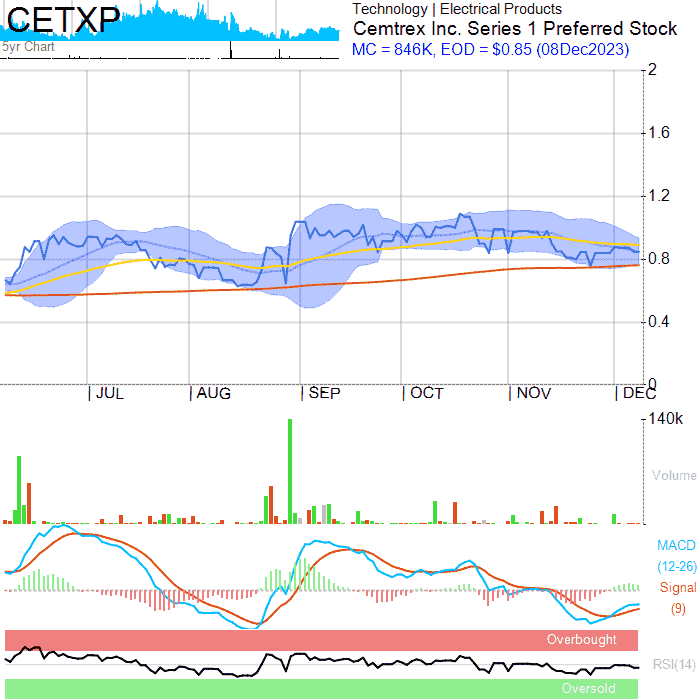 CETXP
5yr Chart
Technology | Electrical Products
Cemtrex Inc. Series 1 Preferred Stock
MC = 846K, EOD = $0.85 (08Dec2023)
2
1.6
1.2
0.8
0.4
0
JUL AUG SEP OCT NOV DEC
140k
Volume
MACD
(12-26)
Signal
(9)
Overbought
RSI(14)
Oversold